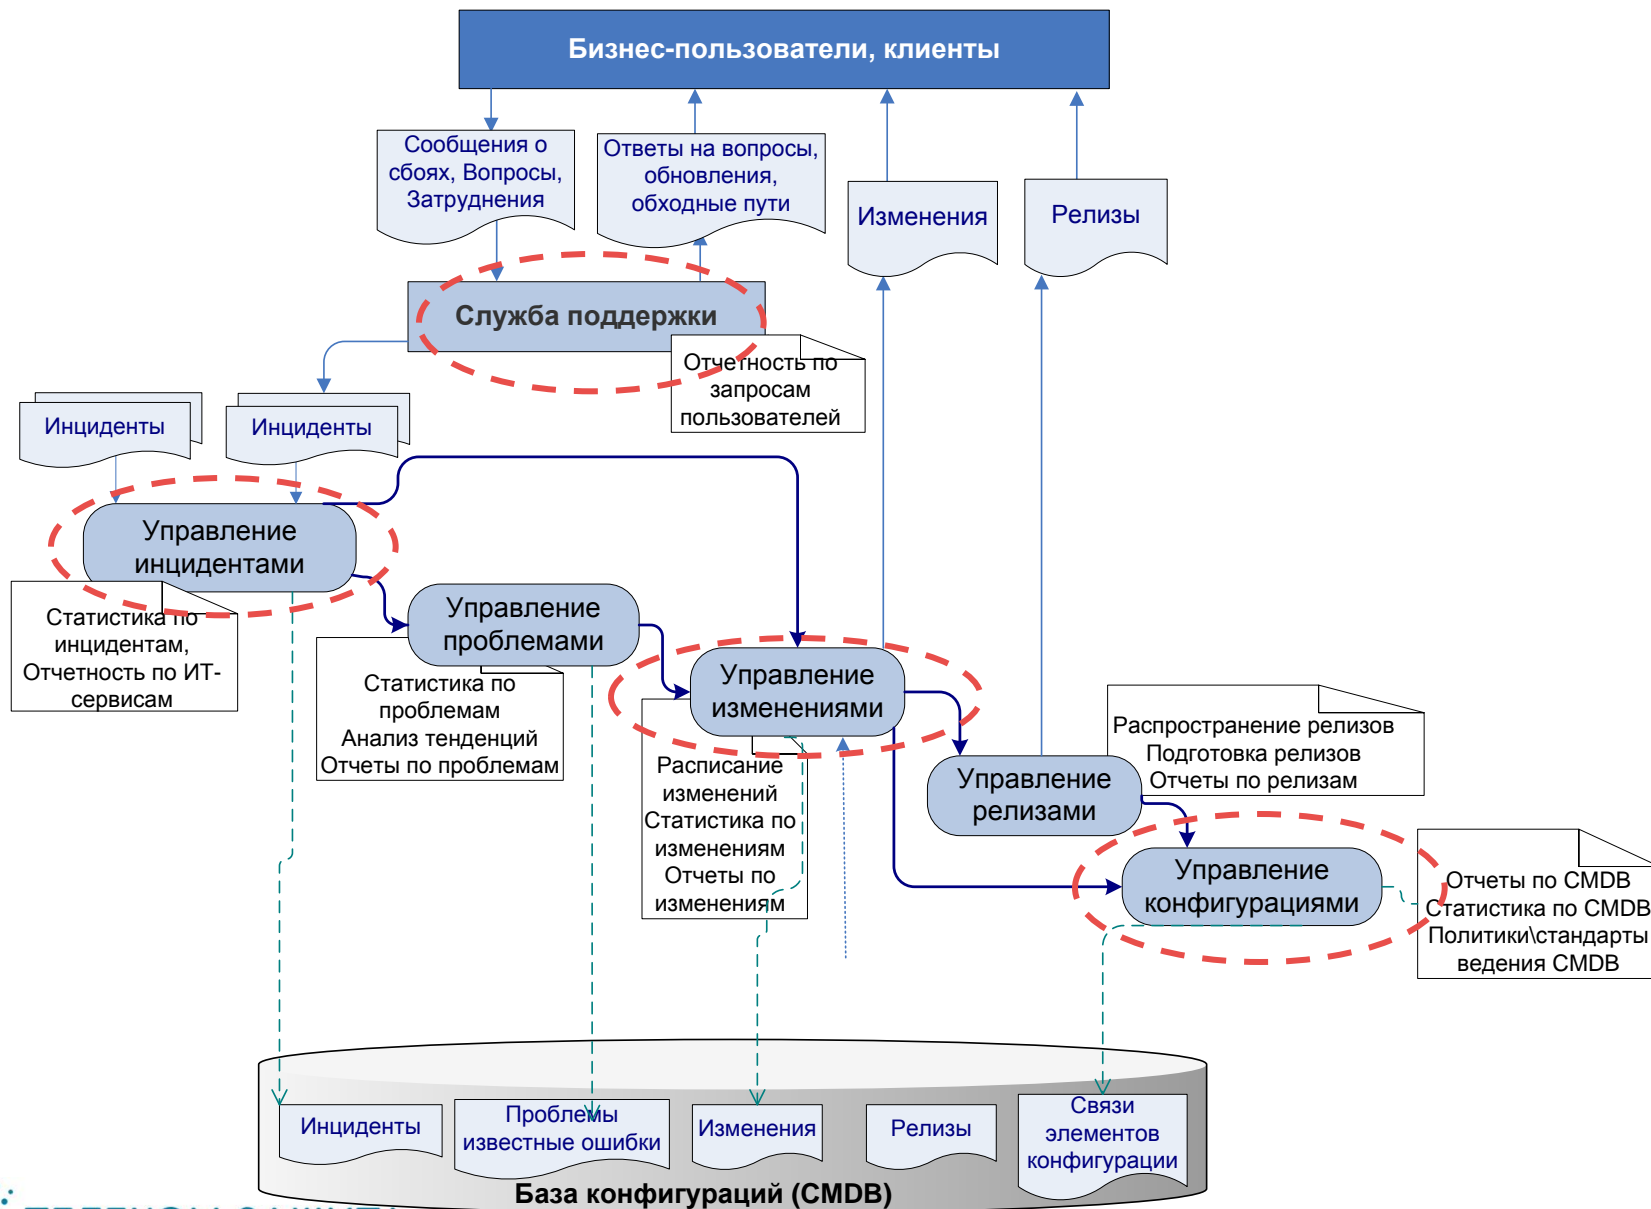 Бизнес-пользователи, клиенты
Сообщения о
сбоях, Вопросы,
Затруднения
Ответы на вопросы,
обновления,
обходные пути
Изменения
Релизы
Служба поддержки
Отчетность по
запросам
пользователей
Инциденты
Инциденты
Управление
инцидентами
Статистика по
инцидентам,
Отчетность по ИТ-
сервисам
Управление
проблемами
Статистика по
проблемам
Анализ тенденций
Отчеты по проблемам
Управление
изменениями
Расписание
изменений
Статистика по
изменениям
Отчеты по
изменениям
Распространение релизов
Подготовка релизов
Отчеты по релизам
Управление
релизами
Управление
конфигурациями
Отчеты по CMDB
Статистика по CMDB
Политики\стандарты
ведения CMDB
Инциденты
Проблемы
известные ошибки
Изменения
Релизы
Связи
элементов
конфигурации
База конфигураций (CMDB)